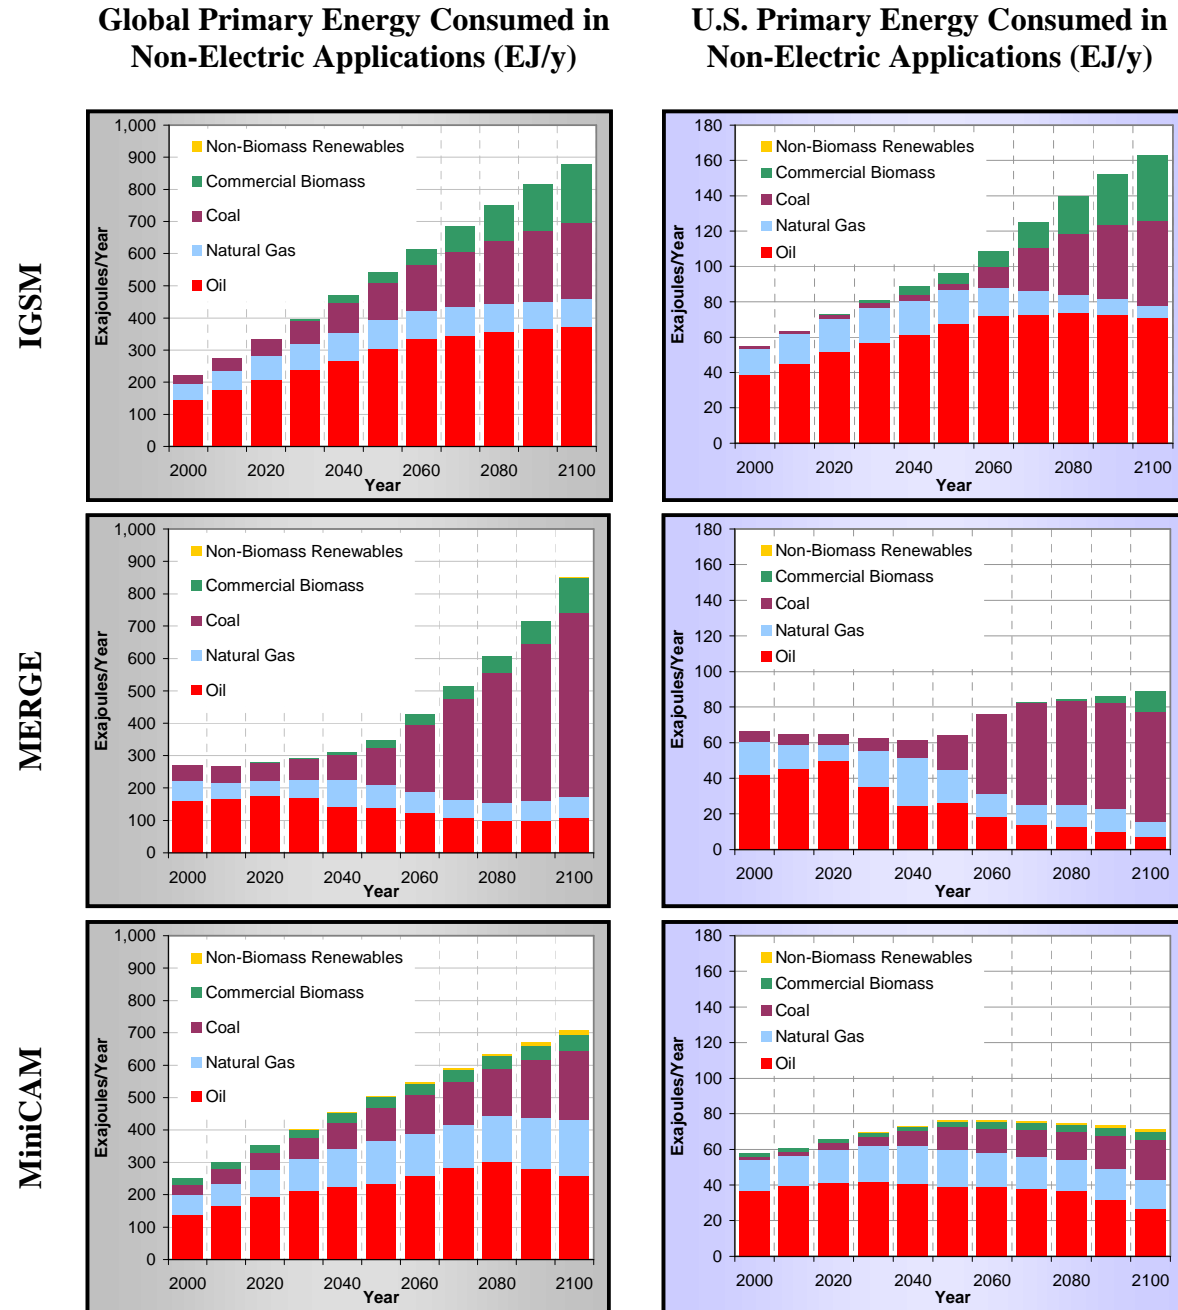 Global Primary Energy Consumed in
Non-Electric Applications (EJ/y)
U.S. Primary Energy Consumed in
Non-Electric Applications (EJ/y)
IGSM
Exajoules/Year
1,000
900
800
700
600
500
400
300
200
100
0
Non-Biomass Renewables
Commercial Biomass
Coal
Natural Gas
Oil
2000 2020 2040 2060 2080 2100
Year
Exajoules/Year
180
160
140
120
100
80
60
40
20
0
Non-Biomass Renewables
Commercial Biomass
Coal
Natural Gas
Oil
2000 2020 2040 2060 2080 2100
Year
MERGE
Exajoules/Year
1,000
900
800
700
600
500
400
300
200
100
0
Non-Biomass Renewables
Commercial Biomass
Coal
Natural Gas
Oil
2000 2020 2040 2060 2080 2100
Year
Exajoules/Year
180
160
140
120
100
80
60
40
20
0
Non-Biomass Renewables
Commercial Biomass
Coal
Natural Gas
Oil
2000 2020 2040 2060 2080 2100
Year
MiniCAM
Exajoules/Year
1,000
900
800
700
600
500
400
300
200
100
0
Non-Biomass Renewables
Commercial Biomass
Coal
Natural Gas
Oil
2000 2020 2040 2060 2080 2100
Year
Exajoules/Year
180
160
140
120
100
80
60
40
20
0
Non-Biomass Renewables
Commercial Biomass
Coal
Natural Gas
Oil
2000 2020 2040 2060 2080 2100
Year